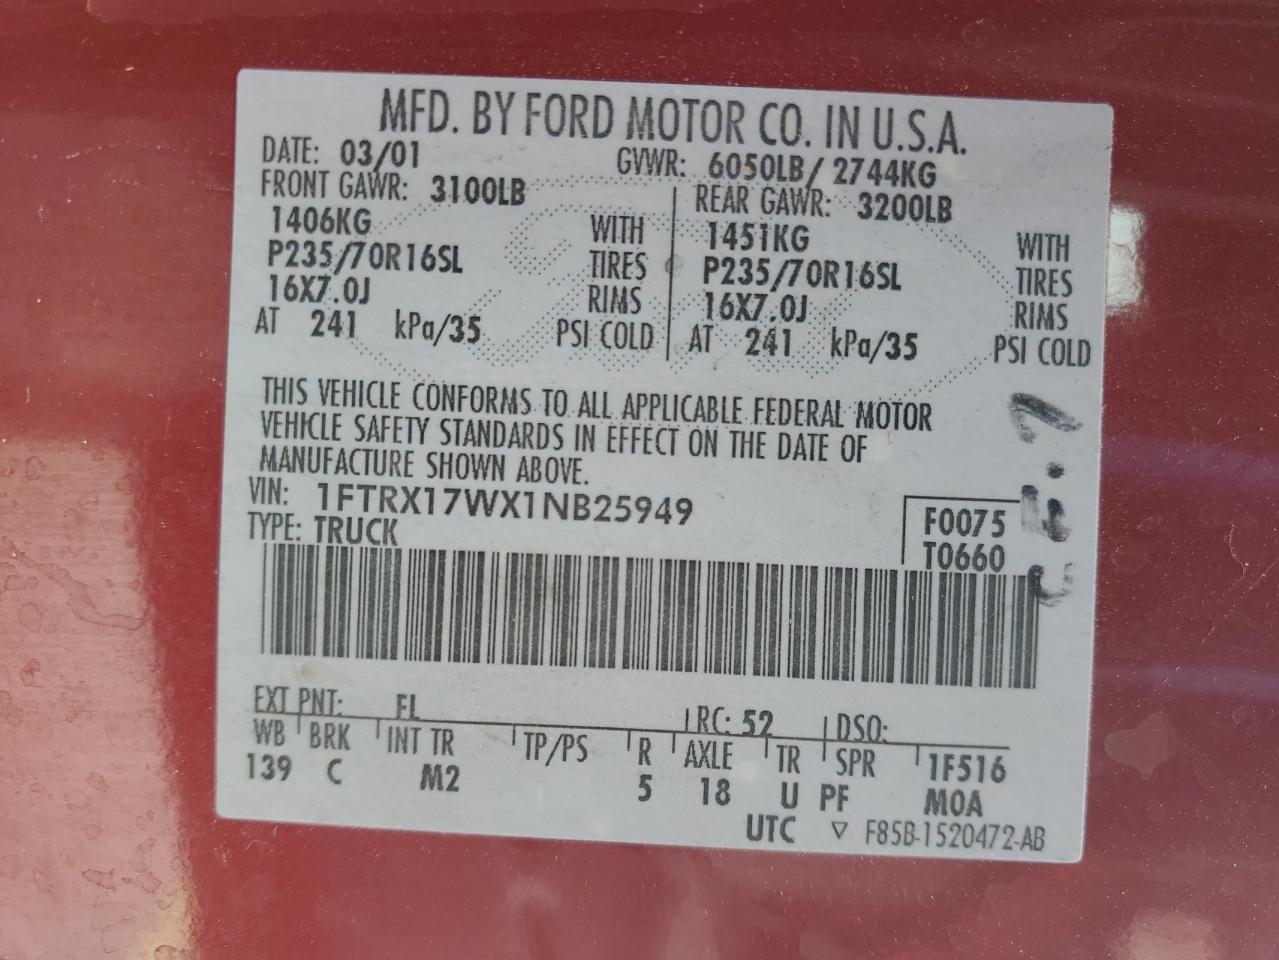 MFD. BY FORD MOTOR CO. IN U.S.A.
DATE: 03/01 GVWR: 6050LB/ 2744KG
FRONT GAWR: 3100LB REAR GAWR: 3200LB
1406KG WITH 1451KG WITH
P235/70R16SL TIRES P235/70R16SL TIRES
16X7.0J RIMS 16X7.0J RIMS
AT 241 kPa/35 PSI COLD AT 241 kPa/35 PSI COLD
THIS VEHICLE CONFORMS TO ALL APPLICABLE FEDERAL MOTOR
VEHICLE SAFETY STANDARDS IN EFFECT ON THE DATE OF
MANUFACTURE SHOWN ABOVE.
VIN: 1FTRX17WX1NB25949
TYPE: TRUCK
F0075
T0660
EXT PNT: FL RC: 52 DSO:
WB BRK INT TR TP/PS R AXLE TR SPR 1F516
139 C M2 5 18 U PF M0A
UTC ▽ F85B-1520472-AB